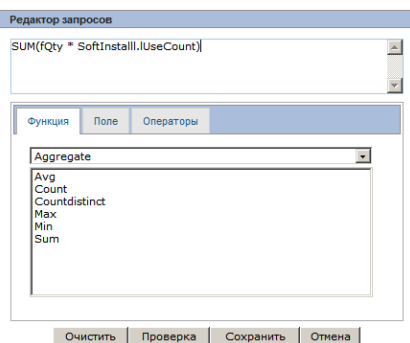 Редактор запросов
SUM(fQty * SoftInstalll.lUseCount)
Функция Поле Операторы
Aggregate
Avg
Count
Countdistinct
Max
Min
Sum
Очистить Проверка Сохранить Отмена